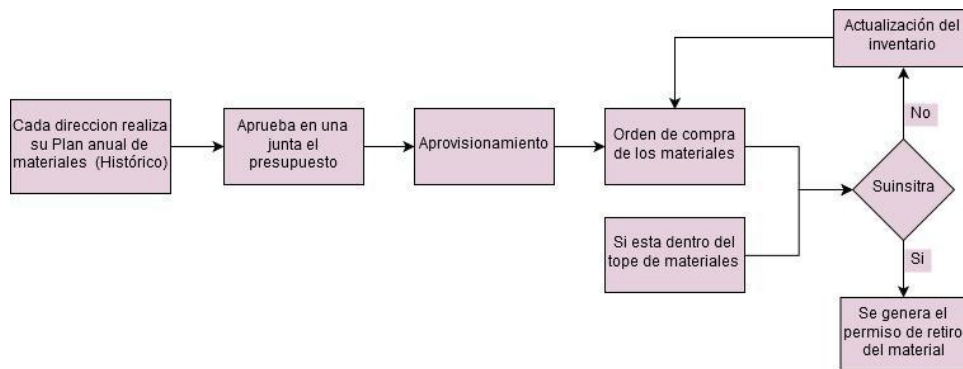 Cada direccion realiza
su Plan anual de
materiales (Histórico)
Aprueba en una
junta el
presupuesto
Aprovisionamiento
Orden de compra
de los materiales
Si esta dentro del
tope de materiales
Suinsitra
No
Actualización del
inventario
Si
Se genera el
permiso de retiro
del material